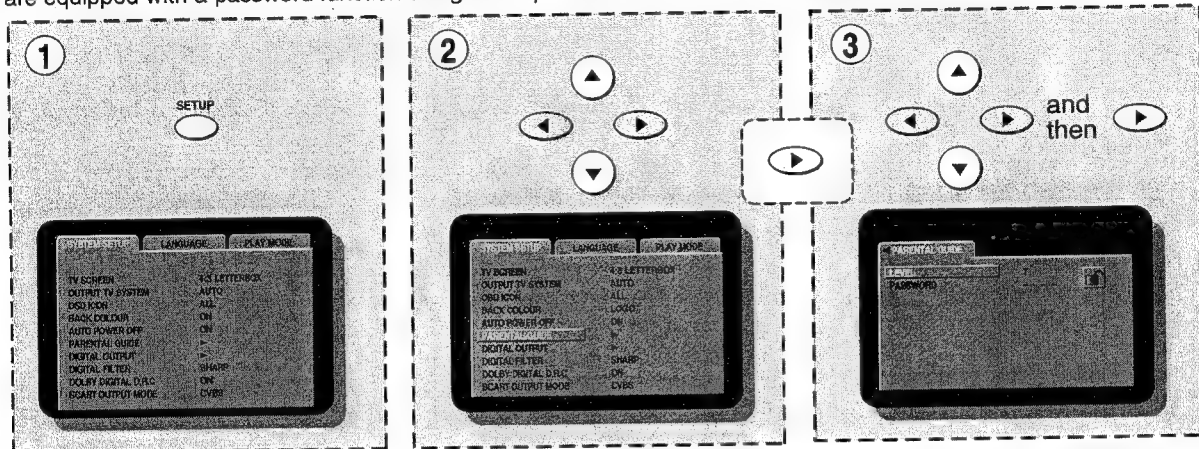 are equipped with a password function
1
SETUP
SYSTEM SETUP LANGUAGE PLAY MODE
TV SCREEN 4:3 LETTERBOX
OUTPUT TV SYSTEM AUTO
OSD ICON ALL
BACK COLOUR ON
AUTO POWER OFF ON
PARENTAL GUIDE
DIGITAL OUTPUT
DIGITAL FILTER SHARP
DOLBY DIGITAL D.R.C ON
SCART OUTPUT MODE CVBS
2
SYSTEM SETUP LANGUAGE PLAY MODE
TV SCREEN 4:3 LETTERBOX
OUTPUT TV SYSTEM AUTO
OSD ICON ALL
BACK COLOUR LOGO
AUTO POWER OFF ON
PARENTAL GUIDE
DIGITAL OUTPUT
DIGITAL FILTER SHARP
DOLBY DIGITAL D.R.C ON
SCART OUTPUT MODE CVBS
3
and
then
PARENTAL GUIDE
LEVEL 7
PASSWORD